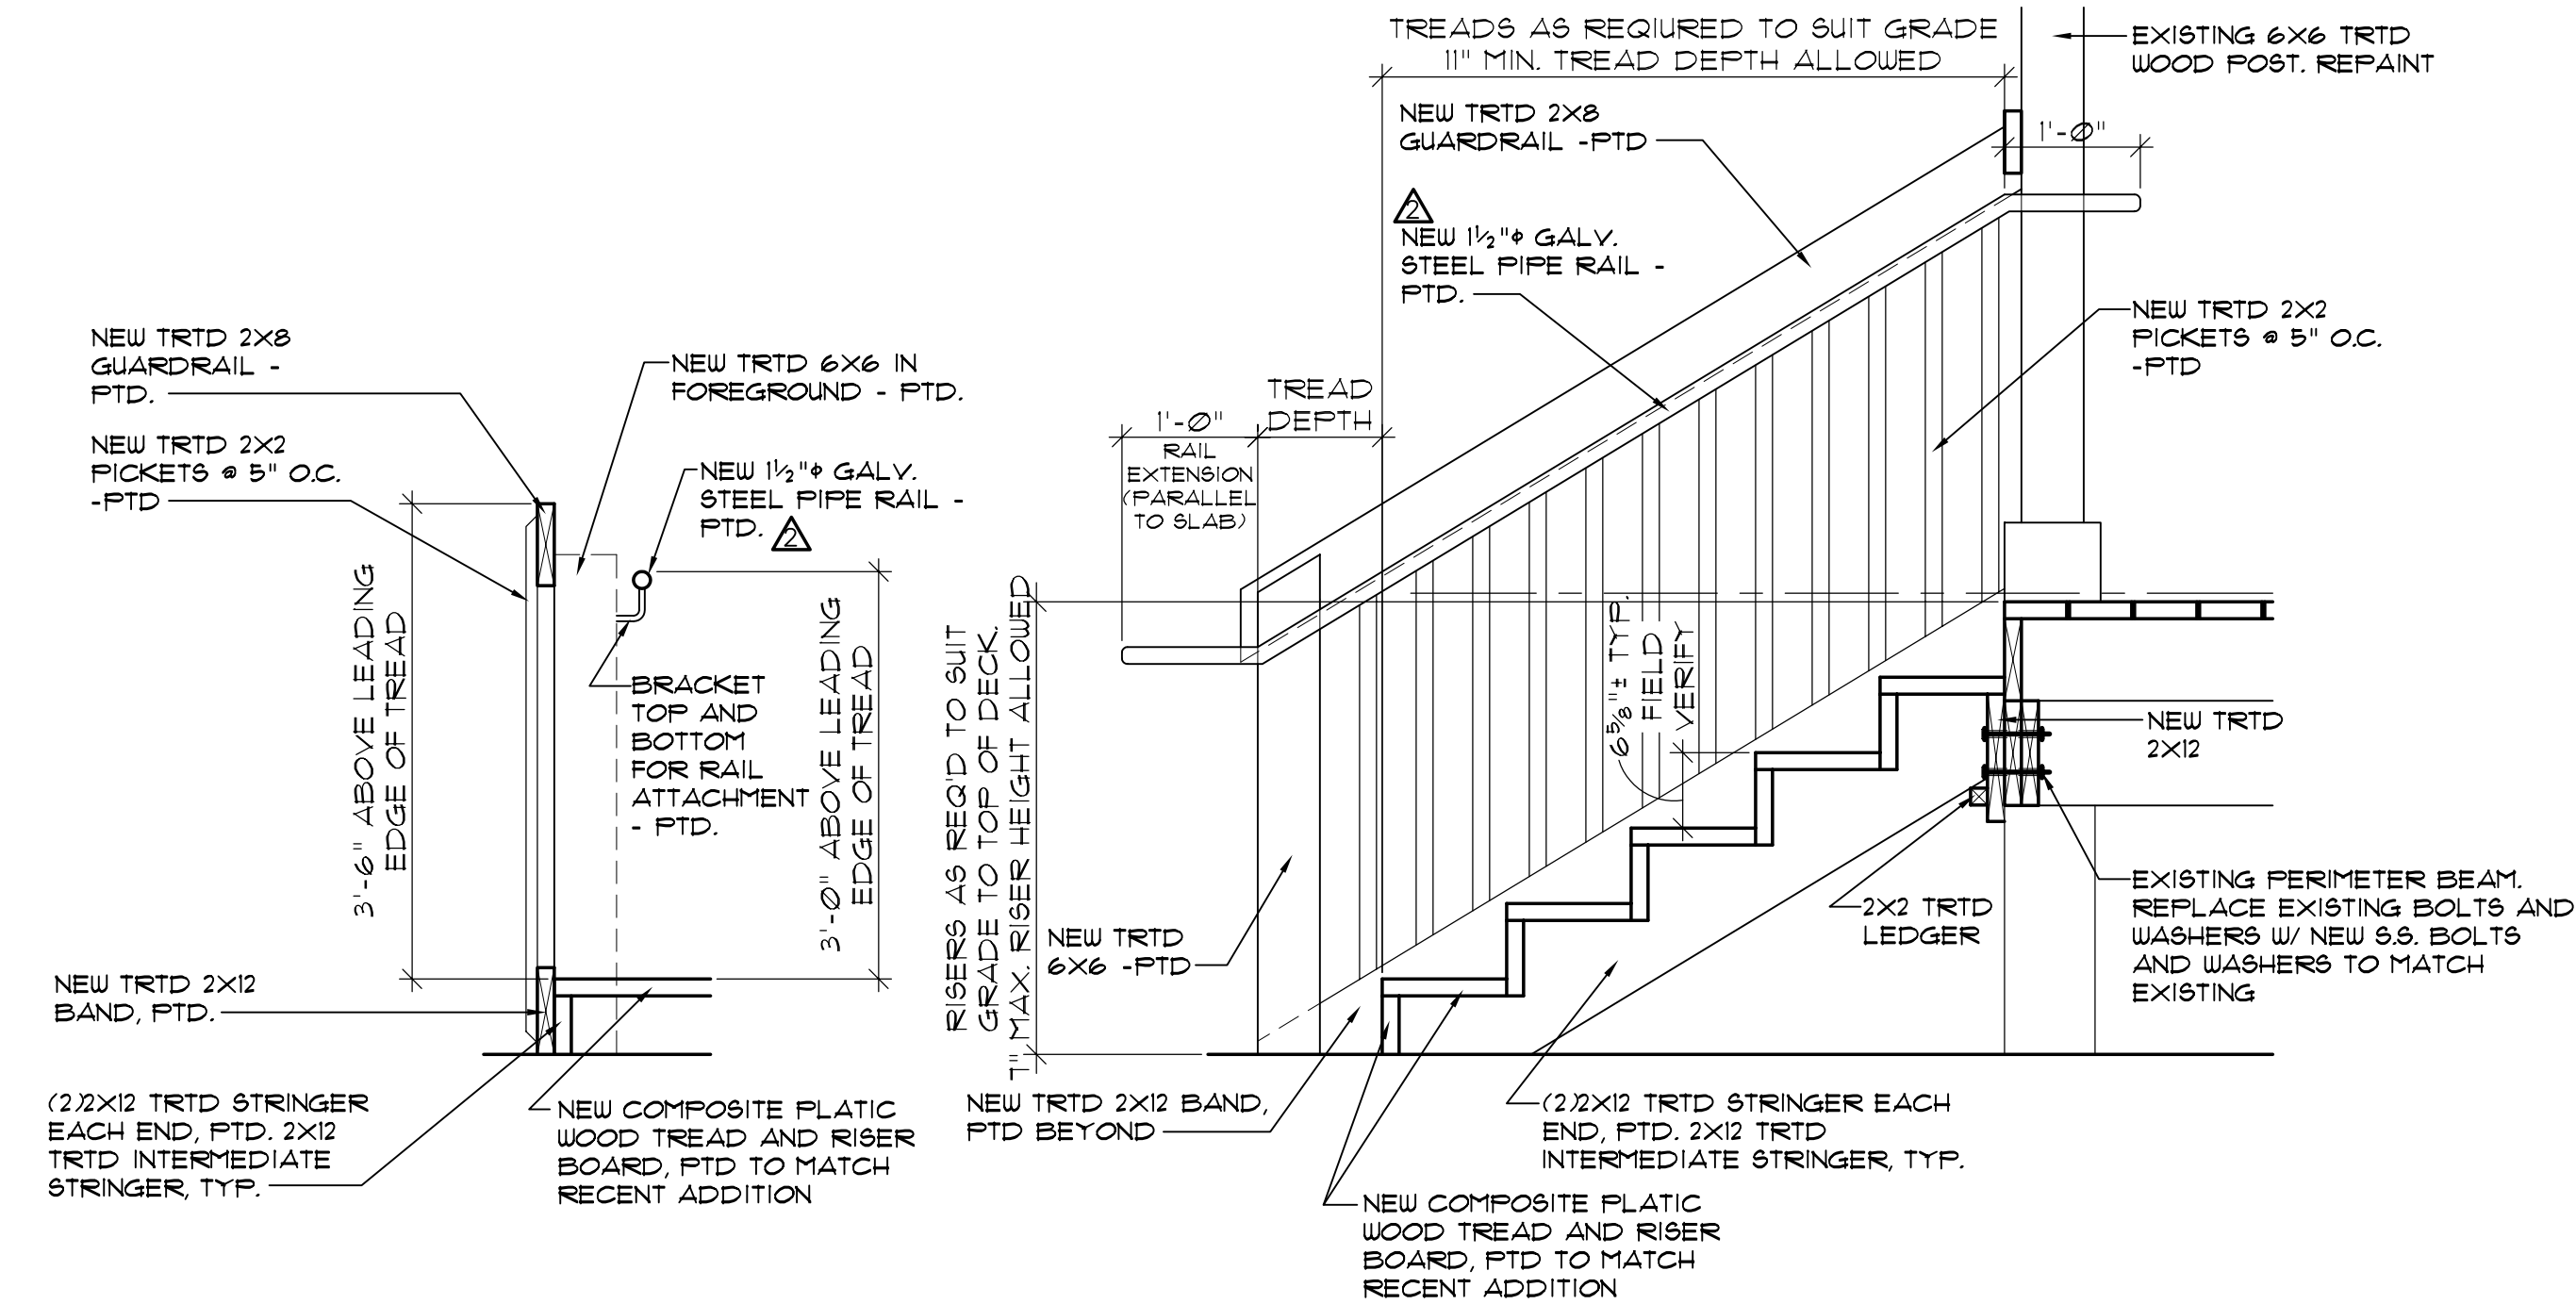 NEW TRTD 2X8
GUARDRAIL -
PTD.
NEW TRTD 2X2
PICKETS @ 5" O.C.
-PTD
NEW TRTD 6X6 IN
FOREGROUND - PTD.
NEW 1½"ϕ GALV.
STEEL PIPE RAIL -
PTD.
2
3'-6" ABOVE LEADING
EDGE OF TREAD
BRACKET
TOP AND
BOTTOM
FOR RAIL
ATTACHMENT
- PTD.
3'-Ø" ABOVE LEADING
EDGE OF TREAD
NEW TRTD 2X12
BAND, PTD.
(2)2X12 TRTD STRINGER
EACH END, PTD. 2X12
TRTD INTERMEDIATE
STRINGER, TYP.
NEW COMPOSITE PLATIC
WOOD TREAD AND RISER
BOARD, PTD TO MATCH
RECENT ADDITION
TREADS AS REQIURED TO SUIT GRADE
11" MIN. TREAD DEPTH ALLOWED
EXISTING 6X6 TRTD
WOOD POST. REPAINT
NEW TRTD 2X8
GUARDRAIL -PTD
1'-Ø"
2
NEW 1½"ϕ GALV.
STEEL PIPE RAIL -
PTD.
NEW TRTD 2X2
PICKETS @ 5" O.C.
-PTD
TREAD
DEPTH
1'-Ø"
RAIL
EXTENSION
(PARALLEL
TO SLAB)
RISERS AS REQ'D TO SUIT
GRADE TO TOP OF DECK.
7" MAX. RISER HEIGHT ALLOWED
6⅝"± TYP.
FIELD
VERIFY
NEW TRTD
2X12
NEW TRTD
6X6 -PTD
2X2 TRTD
LEDGER
EXISTING PERIMETER BEAM.
REPLACE EXISTING BOLTS AND
WASHERS W/ NEW S.S. BOLTS
AND WASHERS TO MATCH
EXISTING
NEW TRTD 2X12 BAND,
PTD BEYOND
(2)2X12 TRTD STRINGER EACH
END, PTD. 2X12 TRTD
INTERMEDIATE STRINGER, TYP.
NEW COMPOSITE PLATIC
WOOD TREAD AND RISER
BOARD, PTD TO MATCH
RECENT ADDITION